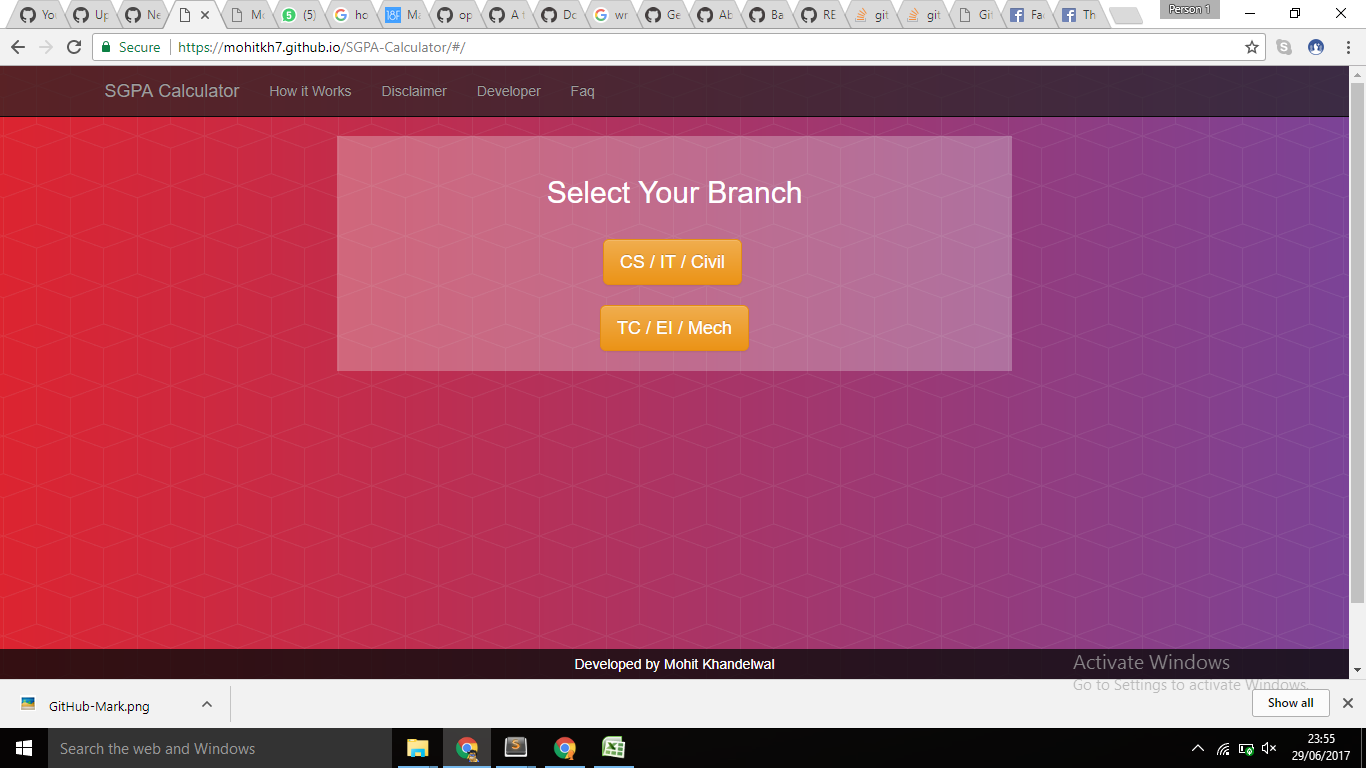 You
Up
Ne
Mo
(5)
ho
18F
Ma
op
A f
Do
wr
Ge
Ab
Ba
RE
git
git
Git
Fac
Th
Person 1
Secure
https://mohitkh7.github.io/SGPA-Calculator/#/
SGPA Calculator How it Works Disclaimer Developer Faq
Select Your Branch
CS / IT / Civil
TC / EI / Mech
Developed by Mohit Khandelwal
Activate Windows
Go to Settings to activate Windows.
GitHub-Mark.png
Show all
Search the web and Windows
23:55
29/06/2017